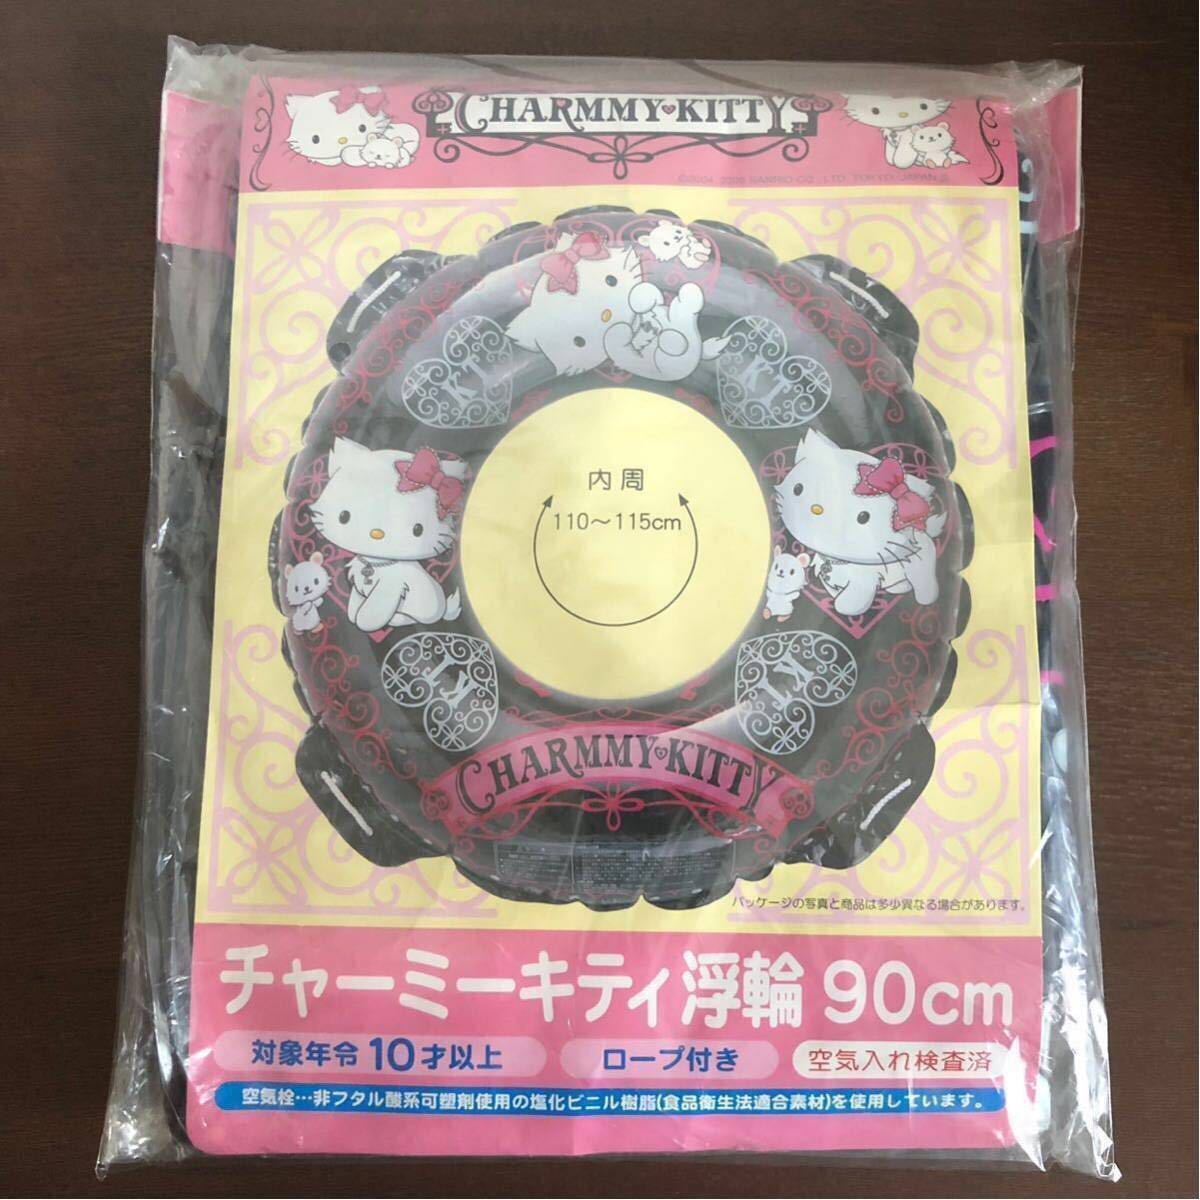 CHARMMY♥KITTY
©2004, 2006 SANRIO CO., LTD. TOKYO, JAPAN
KT
KT
内周
110〜115cm
KT
KT
CHARMMY♥KITTY
パッケージの写真と商品は多少異なる場合があります。
チャーミーキティ浮輪 90cm
対象年令10才以上
ロープ付き
空気入れ検査済
空気栓…非フタル酸系可塑剤使用の塩化ビニル樹脂(食品衛生法適合素材)を使用しています。